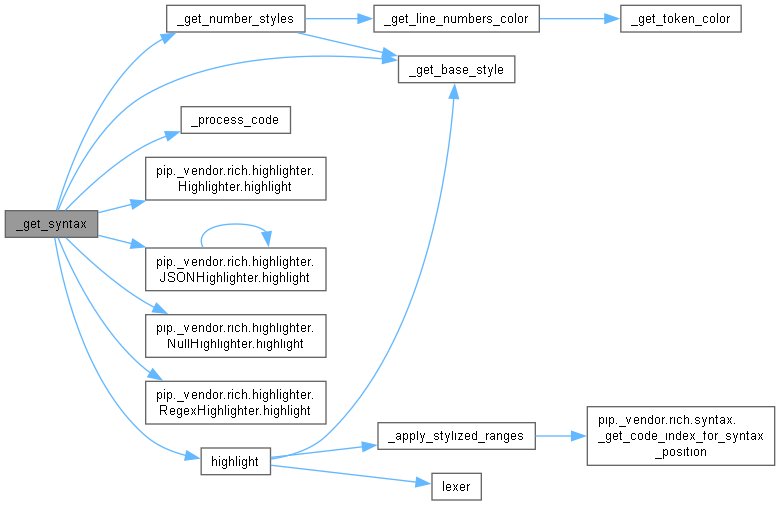 _get_number_styles
_get_line_numbers_color
_get_token_color
_get_base_style
_process_code
pip._vendor.rich.highlighter.
Highlighter.highlight
_get_syntax
pip._vendor.rich.highlighter.
JSONHighlighter.highlight
pip._vendor.rich.highlighter.
NullHighlighter.highlight
pip._vendor.rich.highlighter.
RegexHighlighter.highlight
highlight
_apply_stylized_ranges
pip._vendor.rich.syntax.
_get_code_index_for_syntax
_position
lexer